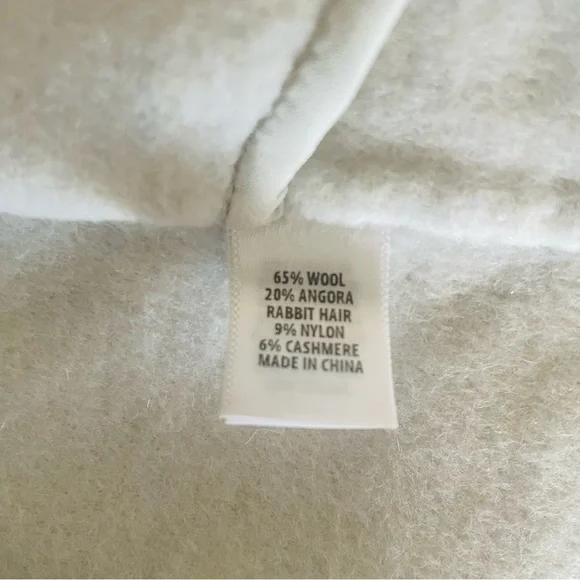 65% WOOL
20% ANGORA
RABBIT HAIR
9% NYLON
6% CASHMERE
MADE IN CHINA